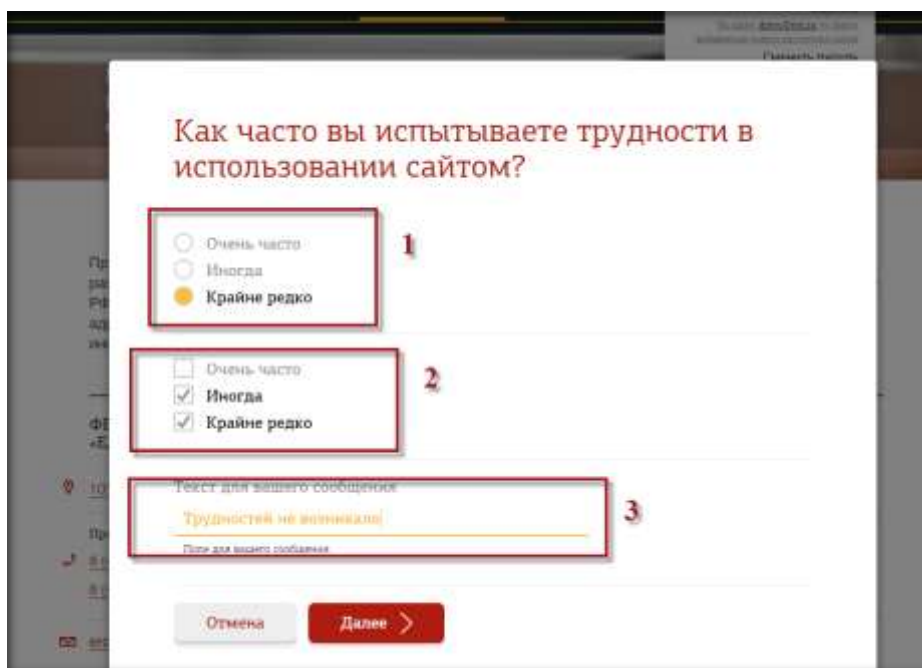 Как часто вы испытываете трудности в
использовании сайтом?
1
Очень часто
Иногда
Крайне редко
2
Очень часто
Иногда
Крайне редко
3
Текст для вашего сообщения
Трудностей не возникало
Поле для вашего сообщения
Отмена
Далее